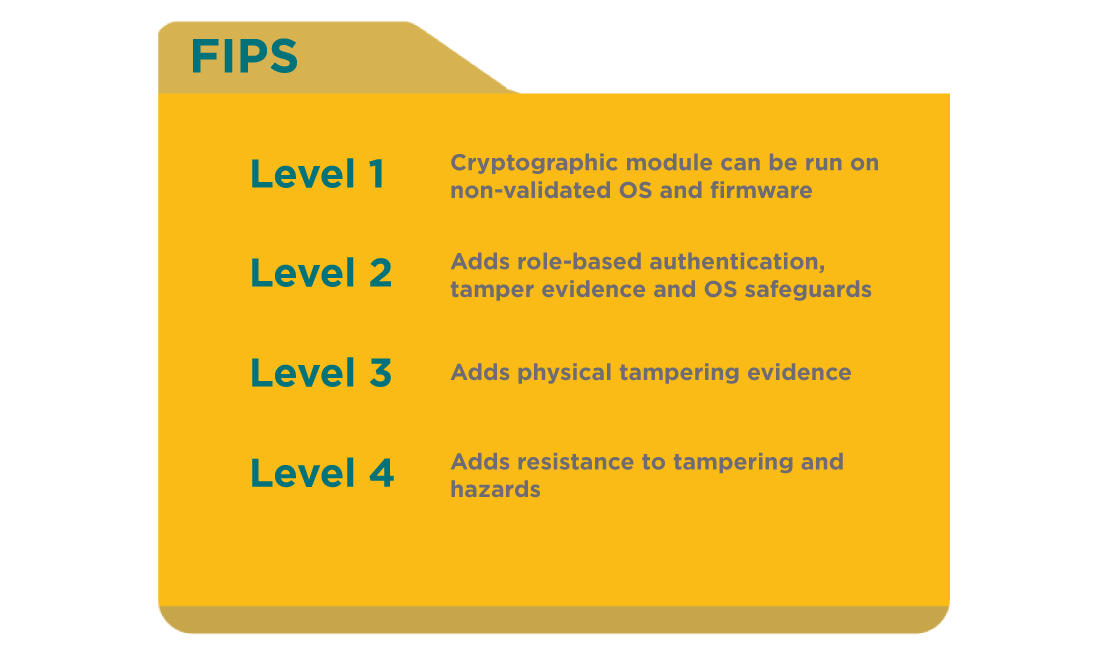 FIPS
Level 1
Cryptographic module can be run on
non-validated OS and firmware
Level 2
Adds role-based authentication,
tamper evidence and OS safeguards
Level 3
Adds physical tampering evidence
Level 4
Adds resistance to tampering and
hazards